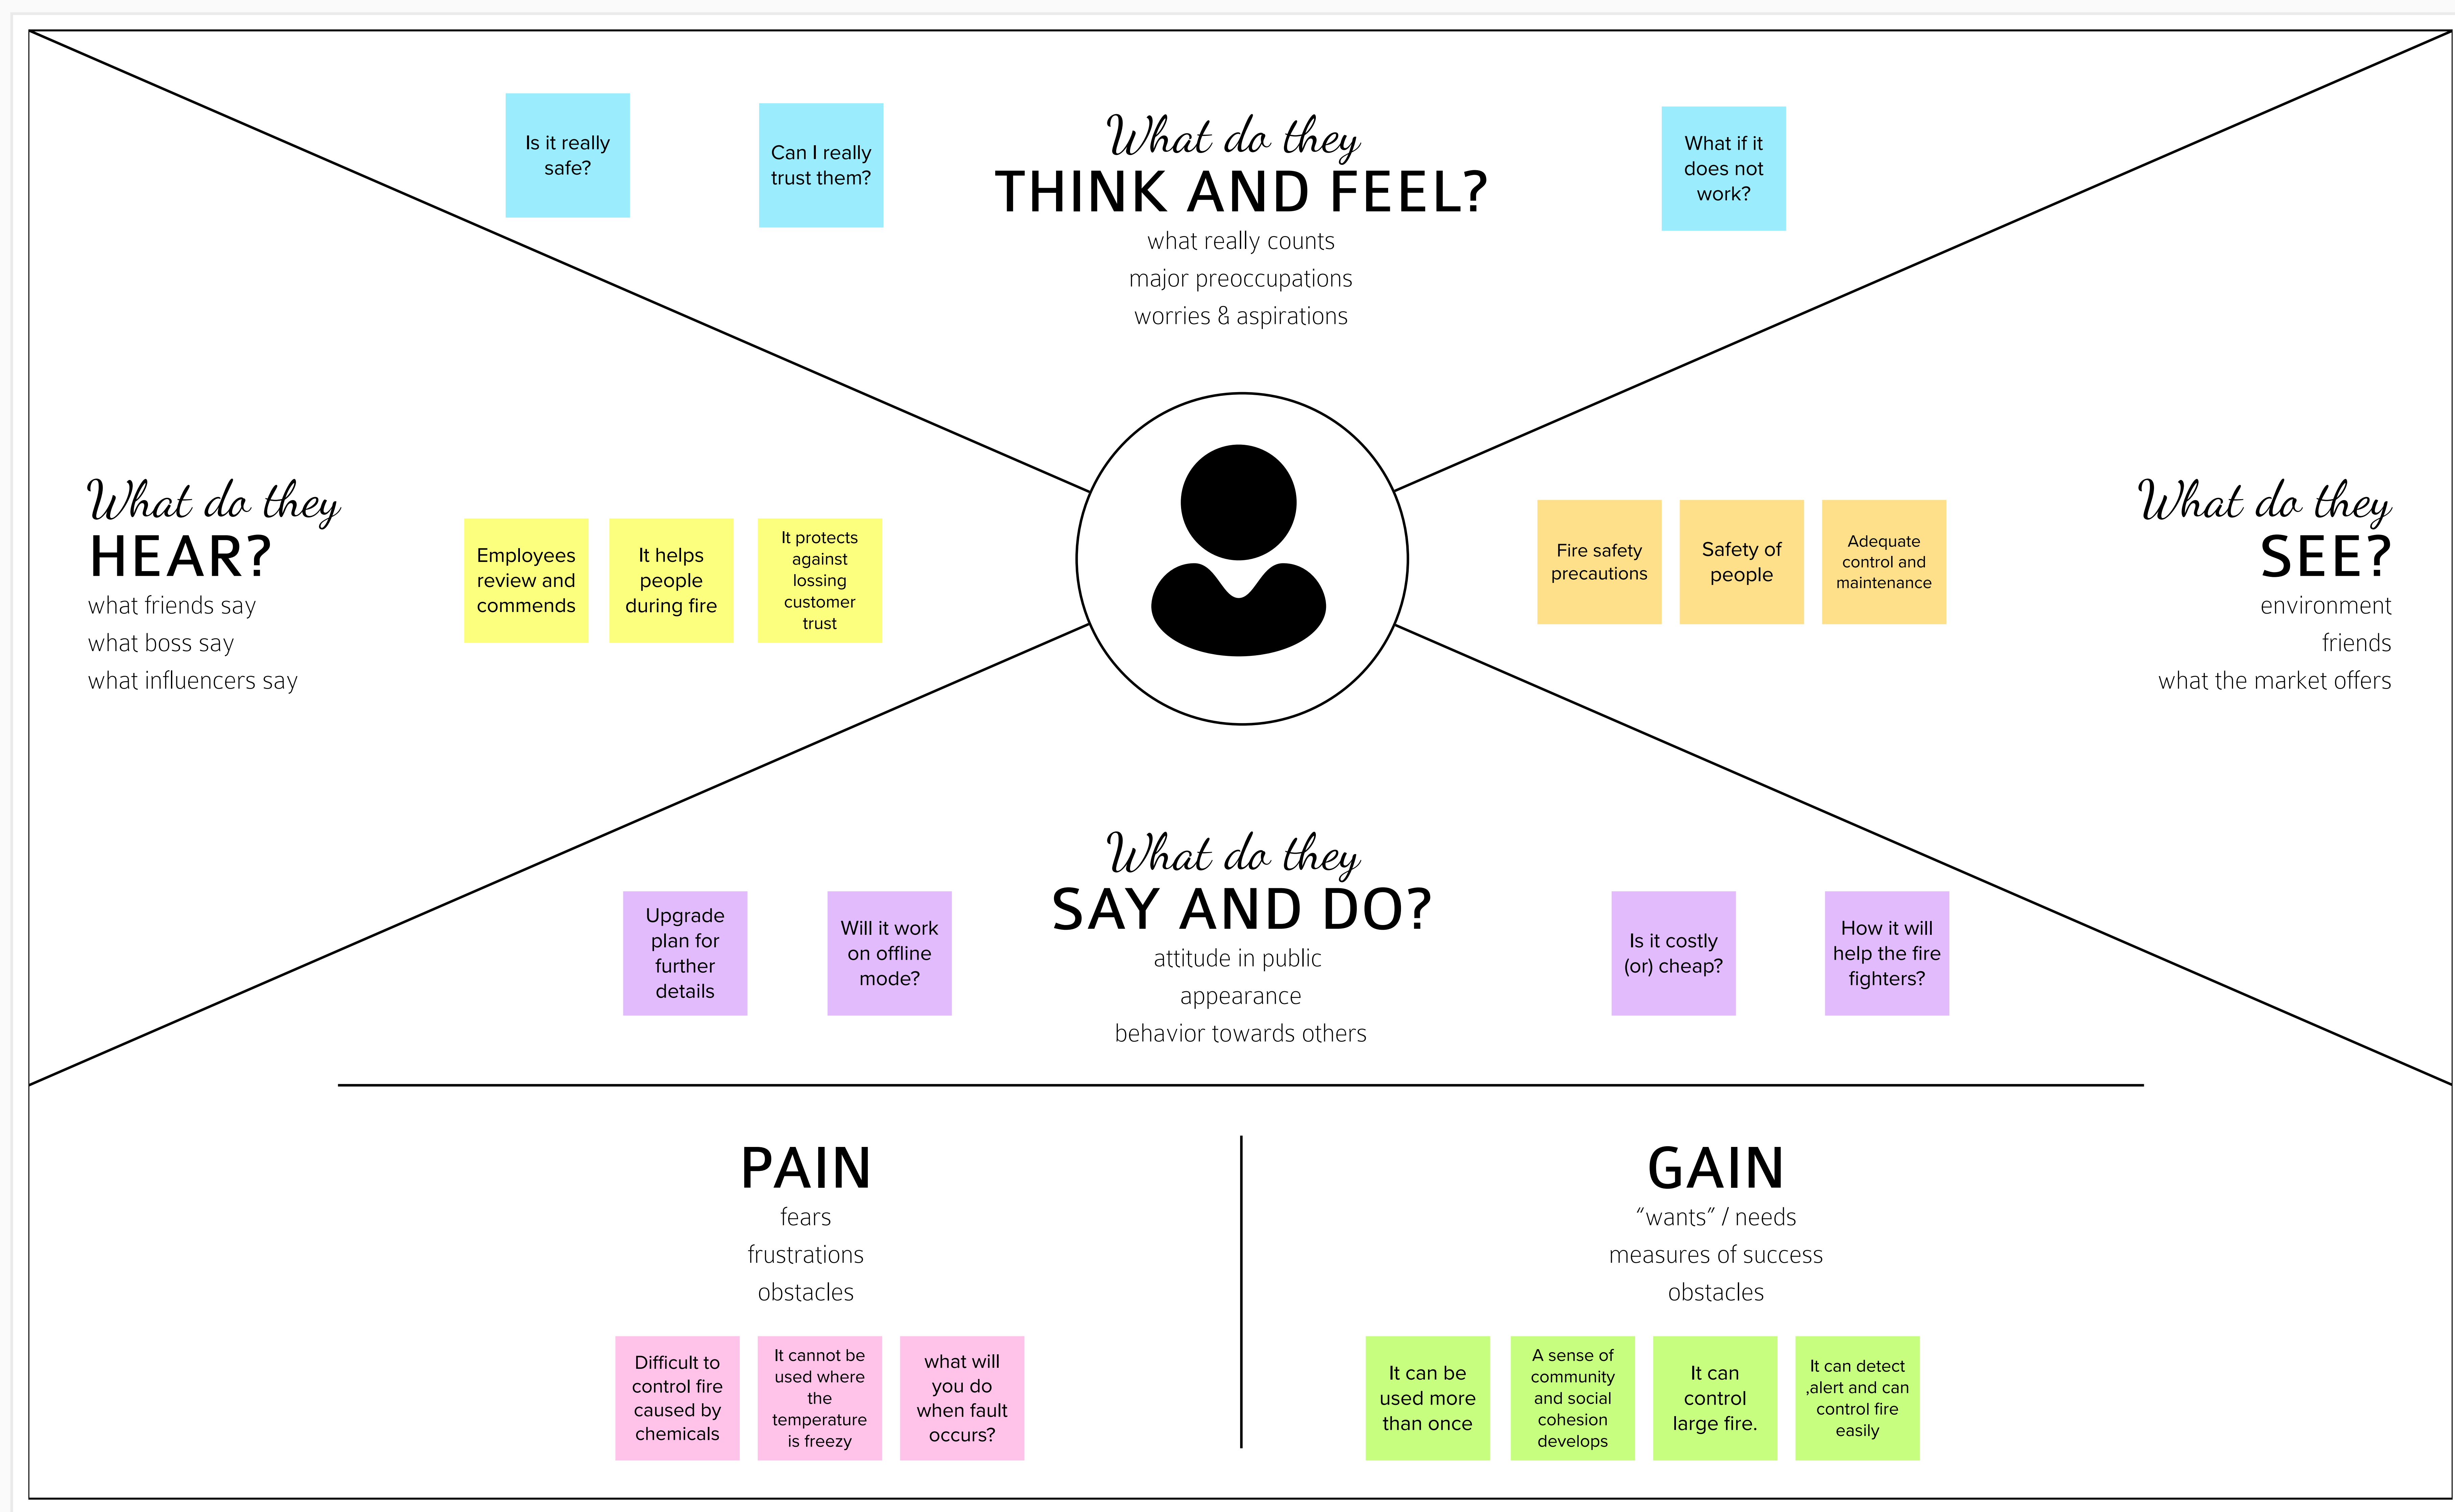 Is it really
safe?
Can I really
trust them?
What do they
THINK AND FEEL?
what really counts
major preoccupations
worries & aspirations
What if it
does not
work?
What do they
HEAR?
what friends say
what boss say
what influencers say
Employees
review and
commends
It helps
people
during fire
It protects
against
lossing
customer
trust
Fire safety
precautions
Safety of
people
Adequate
control and
maintenance
What do they
SEE?
environment
friends
what the market offers
Upgrade
plan for
further
details
Will it work
on offline
mode?
What do they
SAY AND DO?
attitude in public
appearance
behavior towards others
Is it costly
(or) cheap?
How it will
help the fire
fighters?
PAIN
fears
frustrations
obstacles
Difficult to
control fire
caused by
chemicals
It cannot be
used where
the
temperature
is freezy
what will
you do
when fault
occurs?
GAIN
“wants” / needs
measures of success
obstacles
It can be
used more
than once
A sense of
community
and social
cohesion
develops
It can
control
large fire.
It can detect
,alert and can
control fire
easily